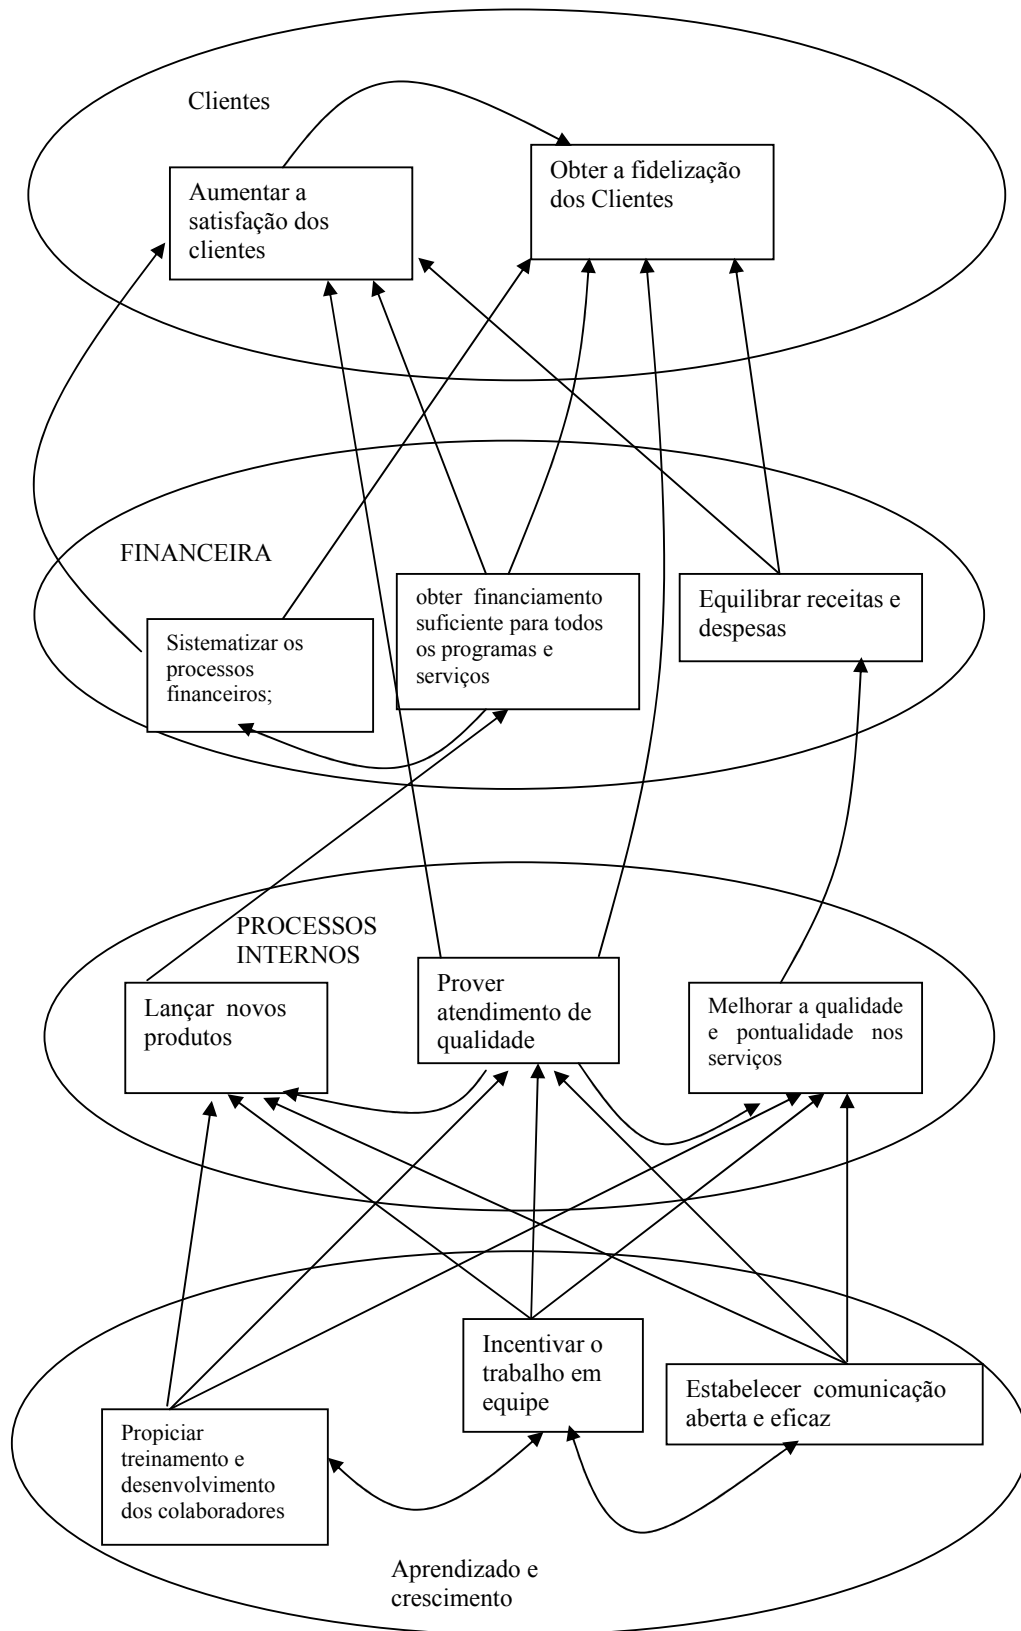 Clientes
Aumentar a
satisfação dos
clientes
Obter a fidelização
dos Clientes
FINANCEIRA
Sistematizar os
processos
financeiros;
obter financiamento
suficiente para todos
os programas e
serviços
Equilibrar receitas e
despesas
PROCESSOS
INTERNOS
Lançar novos
produtos
Prover
atendimento de
qualidade
Melhorar a qualidade
e pontualidade nos
serviços
Incentivar o
trabalho em
equipe
Estabelecer comunicação
aberta e eficaz
Propiciar
treinamento e
desenvolvimento
dos colaboradores
Aprendizado e
crescimento